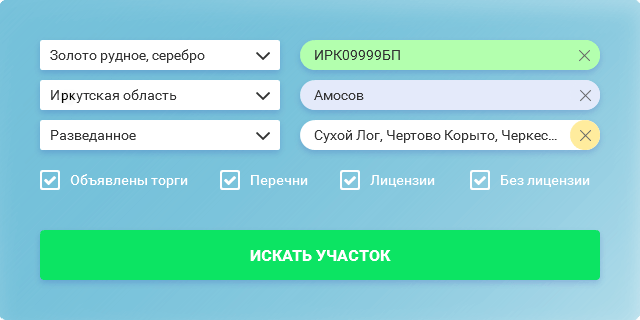 Золото рудное, серебро
ИРК09999БП
Иркутская область
Амосов
Разведанное
Сухой Лог, Чертово Корыто, Черкес...
Объявлены торги
Перечни
Лицензии
Без лицензии
ИСКАТЬ УЧАСТОК